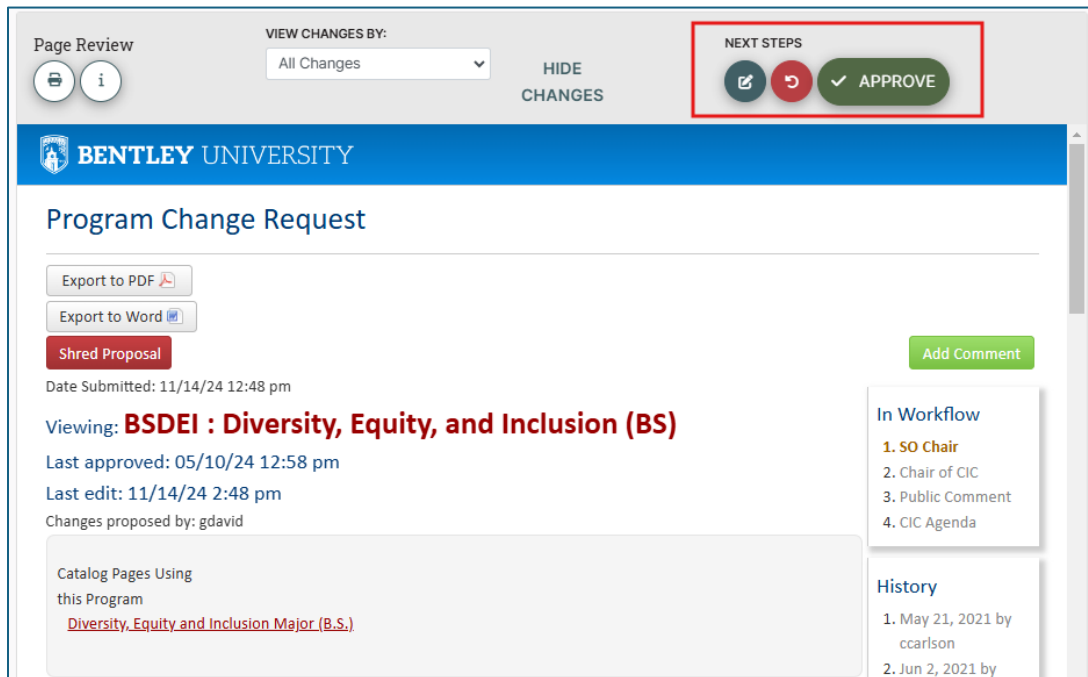 Page Review
VIEW CHANGES BY:
All Changes
HIDE
CHANGES
NEXT STEPS
APPROVE
BENTLEY UNIVERSITY
Program Change Request
Export to PDF
Export to Word
Shred Proposal
Add Comment
Date Submitted: 11/14/24 12:48 pm
Viewing: BSDEI : Diversity, Equity, and Inclusion (BS)
Last approved: 05/10/24 12:58 pm
Last edit: 11/14/24 2:48 pm
Changes proposed by: gdavid
Catalog Pages Using
this Program
Diversity, Equity and Inclusion Major (B.S.)
In Workflow
1. SO Chair
2. Chair of CIC
3. Public Comment
4. CIC Agenda
History
1. May 21, 2021 by
ccarlson
2. Jun 2, 2021 by